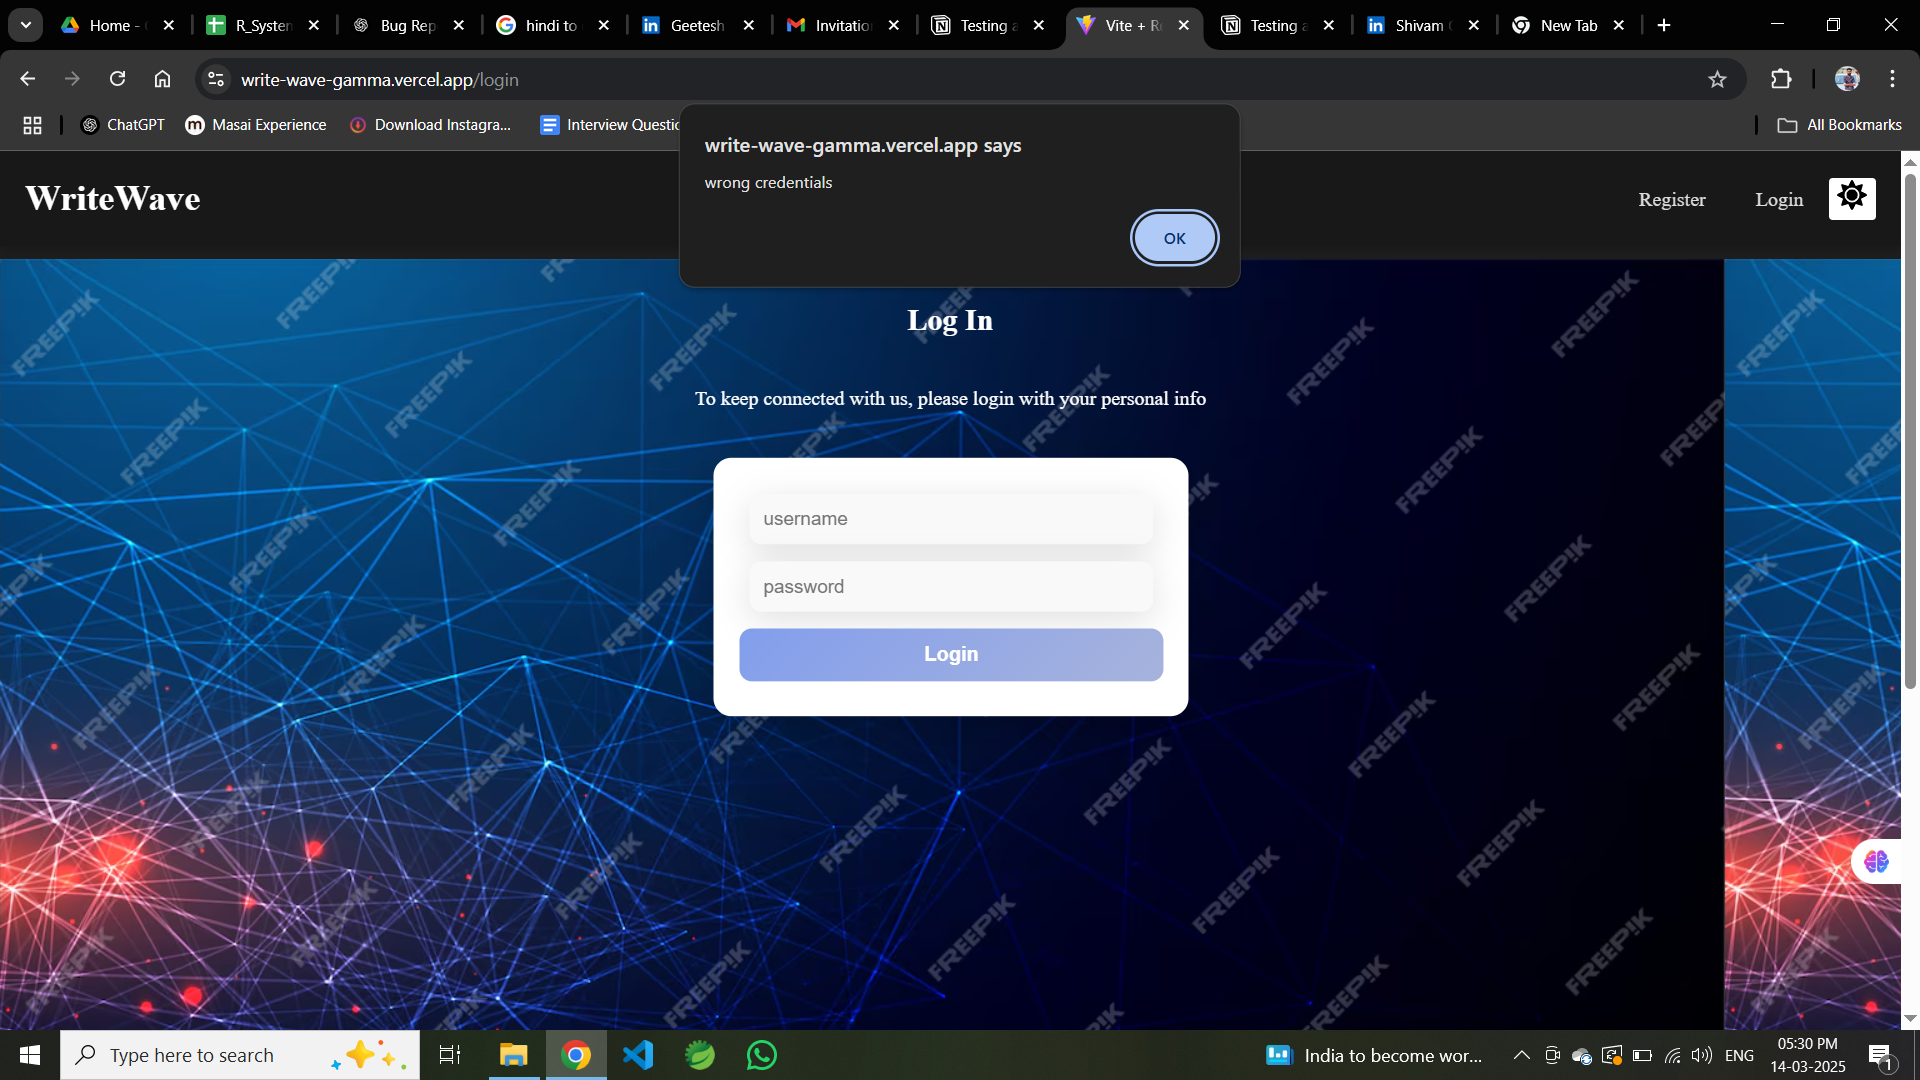 Home - 
R_System
Bug Rep
hindi to
Geetesh
Invitatio
Testing a
Vite + R
Testing a
Shivam
New Tab
write-wave-gamma.vercel.app/login
ChatGPT
Masai Experience
Download Instagra...
Interview Questio
All Bookmarks
write-wave-gamma.vercel.app says
wrong credentials
OK
WriteWave
Register
Login
Log In
To keep connected with us, please login with your personal info
username
password
Login
FREEPIK
Type here to search
India to become wor...
ENG
05:30 PM
14-03-2025
1